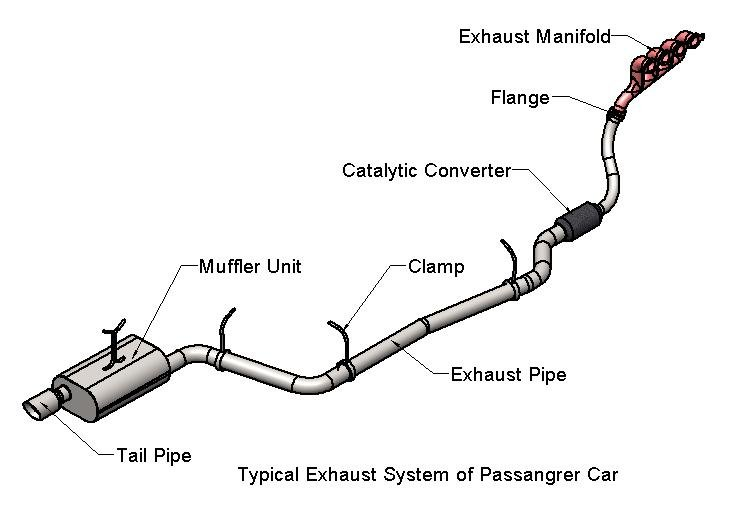 Exhaust Manifold
Flange
Catalytic Converter
Muffler Unit
Clamp
Exhaust Pipe
Tail Pipe
Typical Exhaust System of Passangrer Car